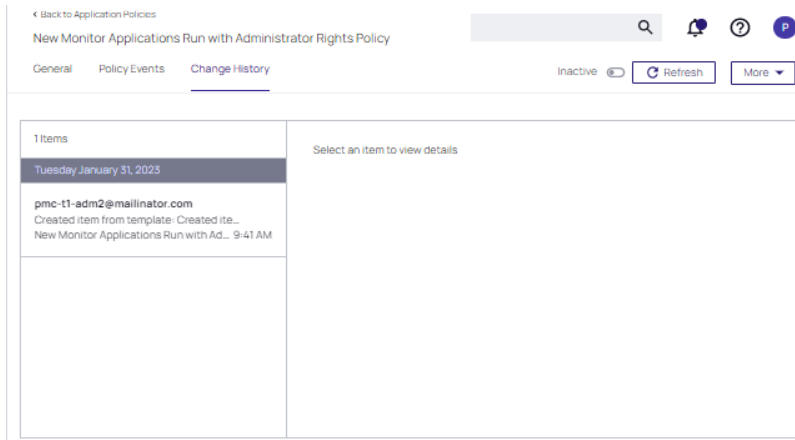 Back to Application Policies
New Monitor Applications Run with Administrator Rights Policy
P
General Policy Events Change History
Inactive Refresh More
1 Items
Select an item to view details
Tuesday January 31, 2023
pmc-t1-adm2@mailinator.com
Created item from template: Created ite...
New Monitor Applications Run with Ad... 9:41 AM